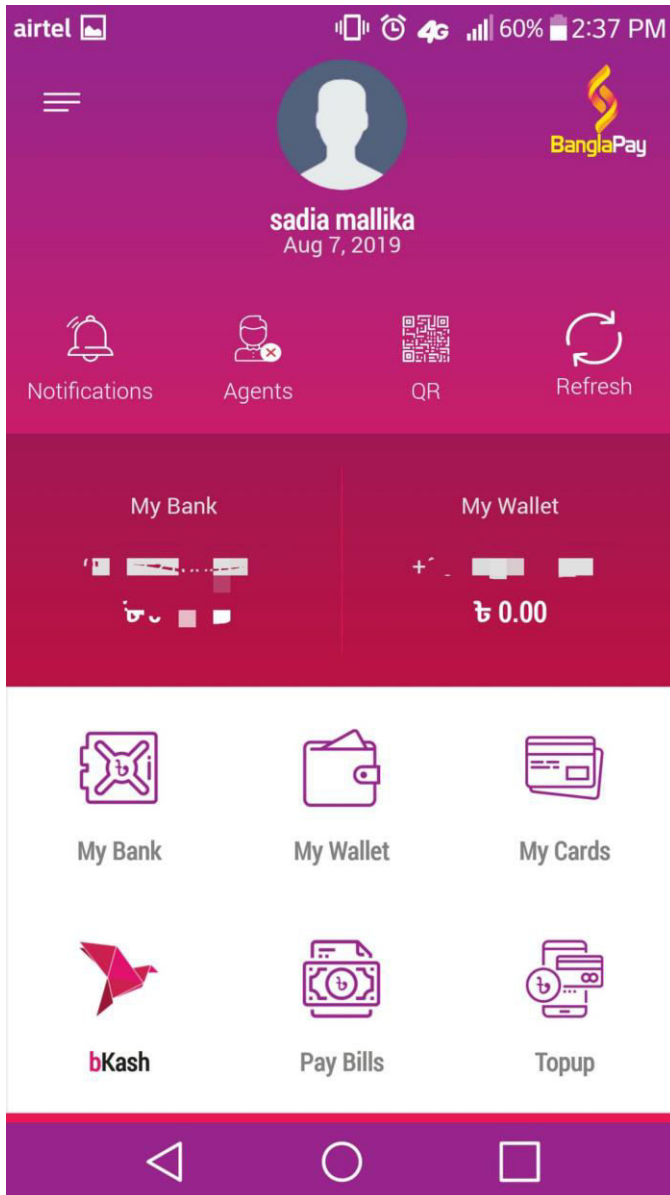 airtel 4G 60% 2:37 PM
BanglaPay
sadia mallika
Aug 7, 2019
Notifications Agents QR Refresh
My Bank My Wallet
৳ 0.00
My Bank My Wallet My Cards
bKash Pay Bills Topup